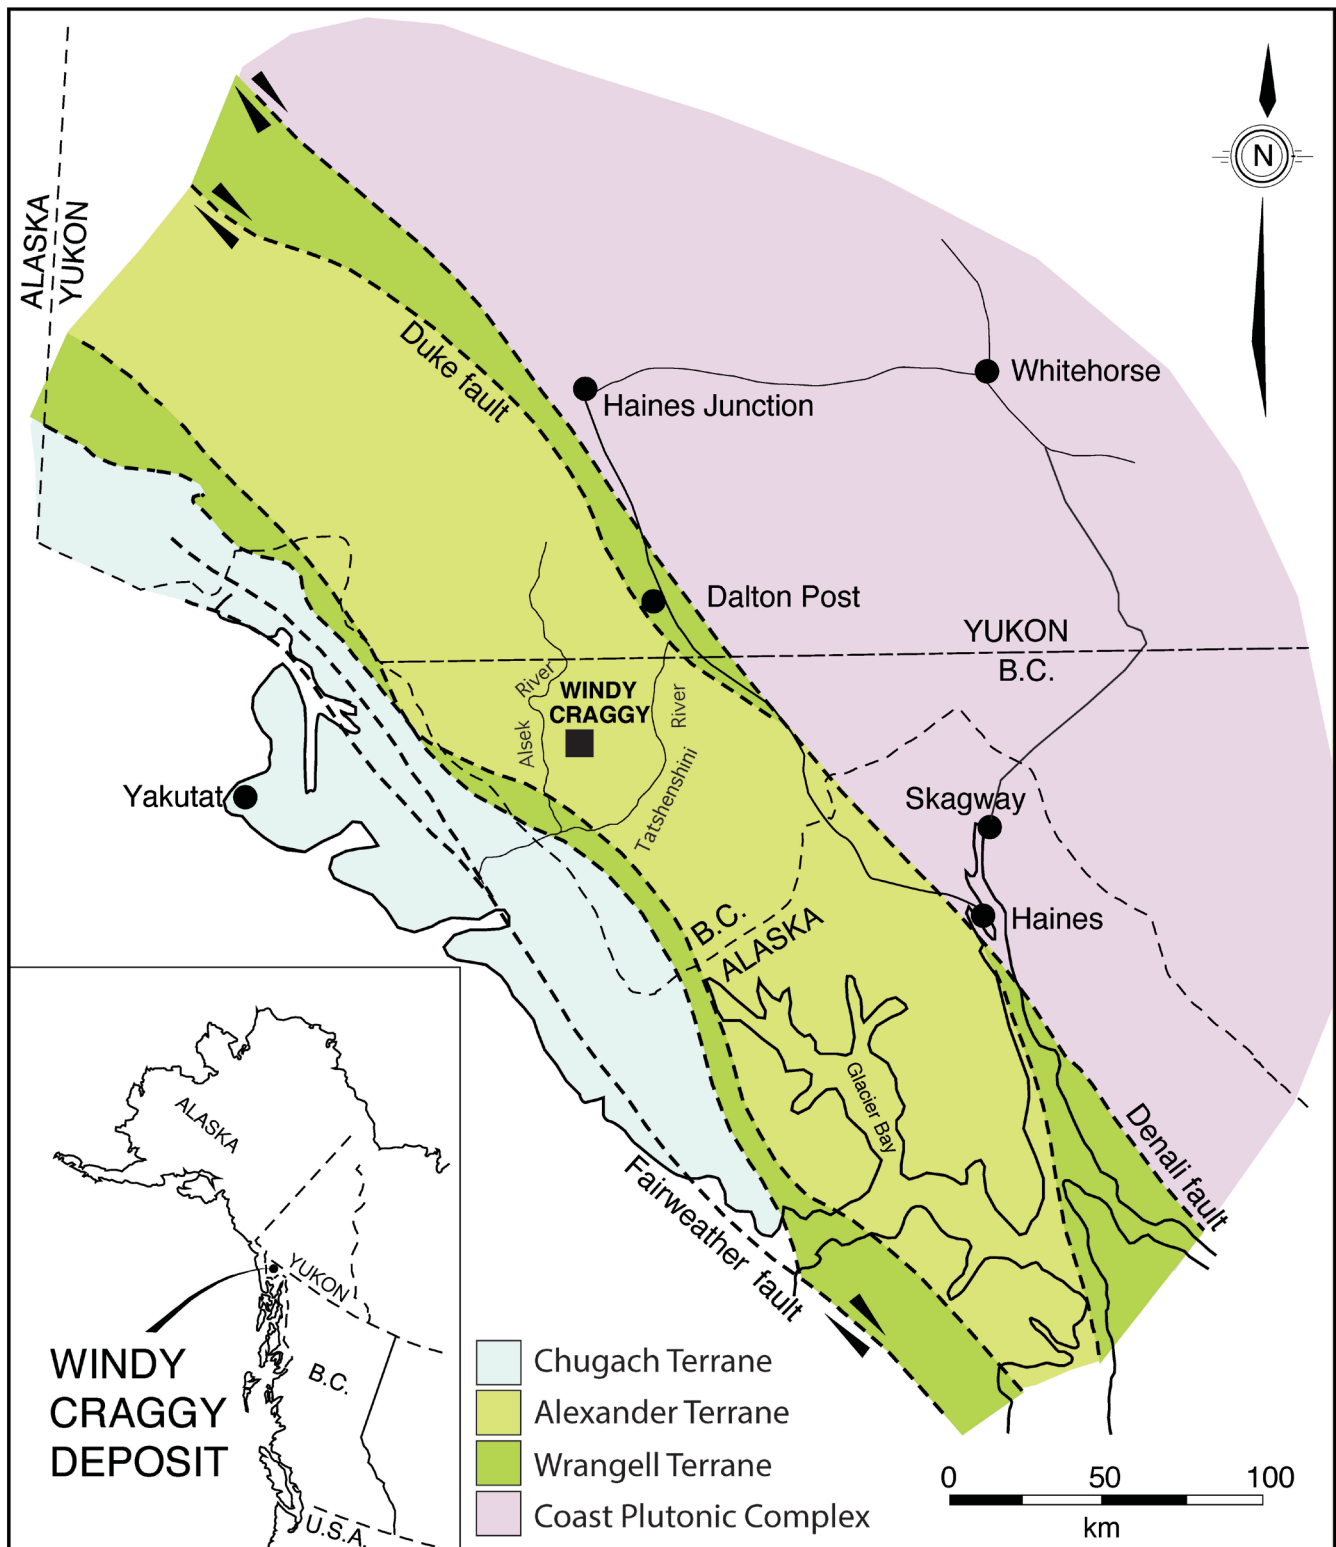 ALASKA
YUKON
N
Duke fault
Whitehorse
Haines Junction
Dalton Post
YUKON
B.C.
River
WINDY
CRAGGY
River
Alsek
Tatshenshini
Yakutat
Skagway
Haines
B.C.
ALASKA
Glacier Bay
Denali fault
Fairweather fault
ALASKA
YUKON
B.C.
U.S.A.
WINDY
CRAGGY
DEPOSIT
Chugach Terrane
Alexander Terrane
Wrangell Terrane
Coast Plutonic Complex
0 50 100
km